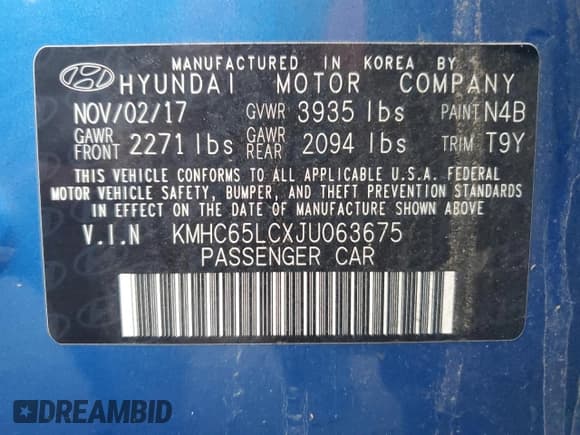 MANUFACTURED IN KOREA BY
HYUNDAI MOTOR COMPANY
NOV/02/17 GVWR 3935 lbs PAINT N4B
GAWR FRONT 2271 lbs GAWR REAR 2094 lbs TRIM T9Y
THIS VEHICLE CONFORMS TO ALL APPLICABLE U.S.A. FEDERAL
MOTOR VEHICLE SAFETY, BUMPER, AND THEFT PREVENTION STANDARDS
IN EFFECT ON THE DATE OF MANUFACTURE SHOWN ABOVE.
V.I.N KMHC65LCXJU063675
PASSENGER CAR
DREAMBID